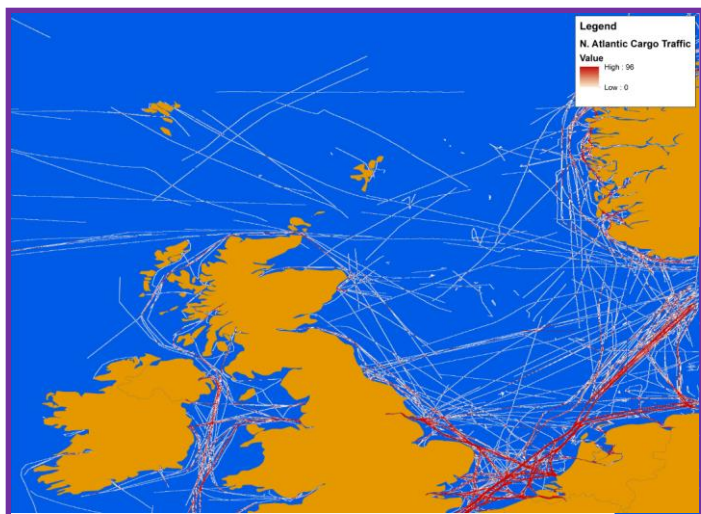 Legend
N. Atlantic Cargo Traffic
Value
High : 96
Low : 0